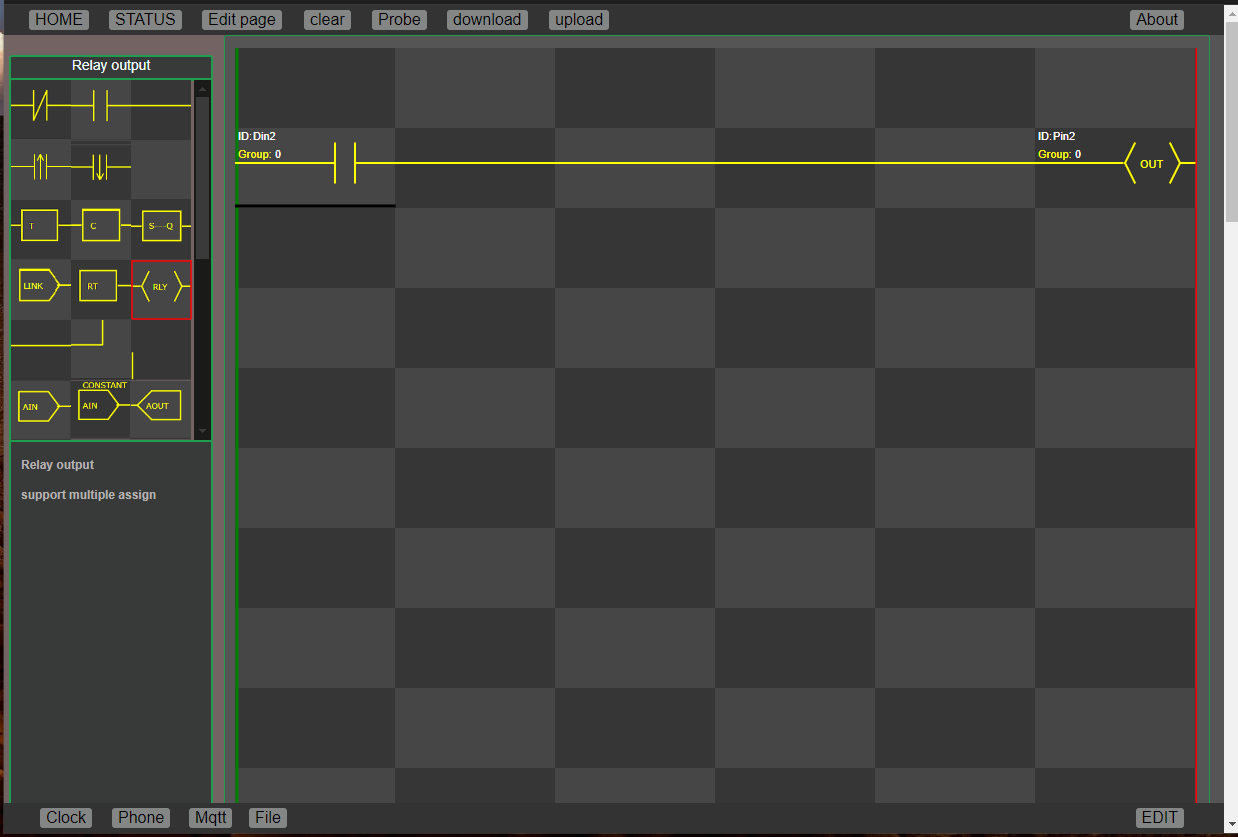 HOME STATUS Edit page clear Probe download upload About
Relay output
T C S---Q
LINK RT RLY
CONSTANT
AIN AIN AOUT
Relay output
support multiple assign
ID:Din2
Group: 0
ID:Pin2
Group: 0
OUT
Clock Phone Mqtt File EDIT